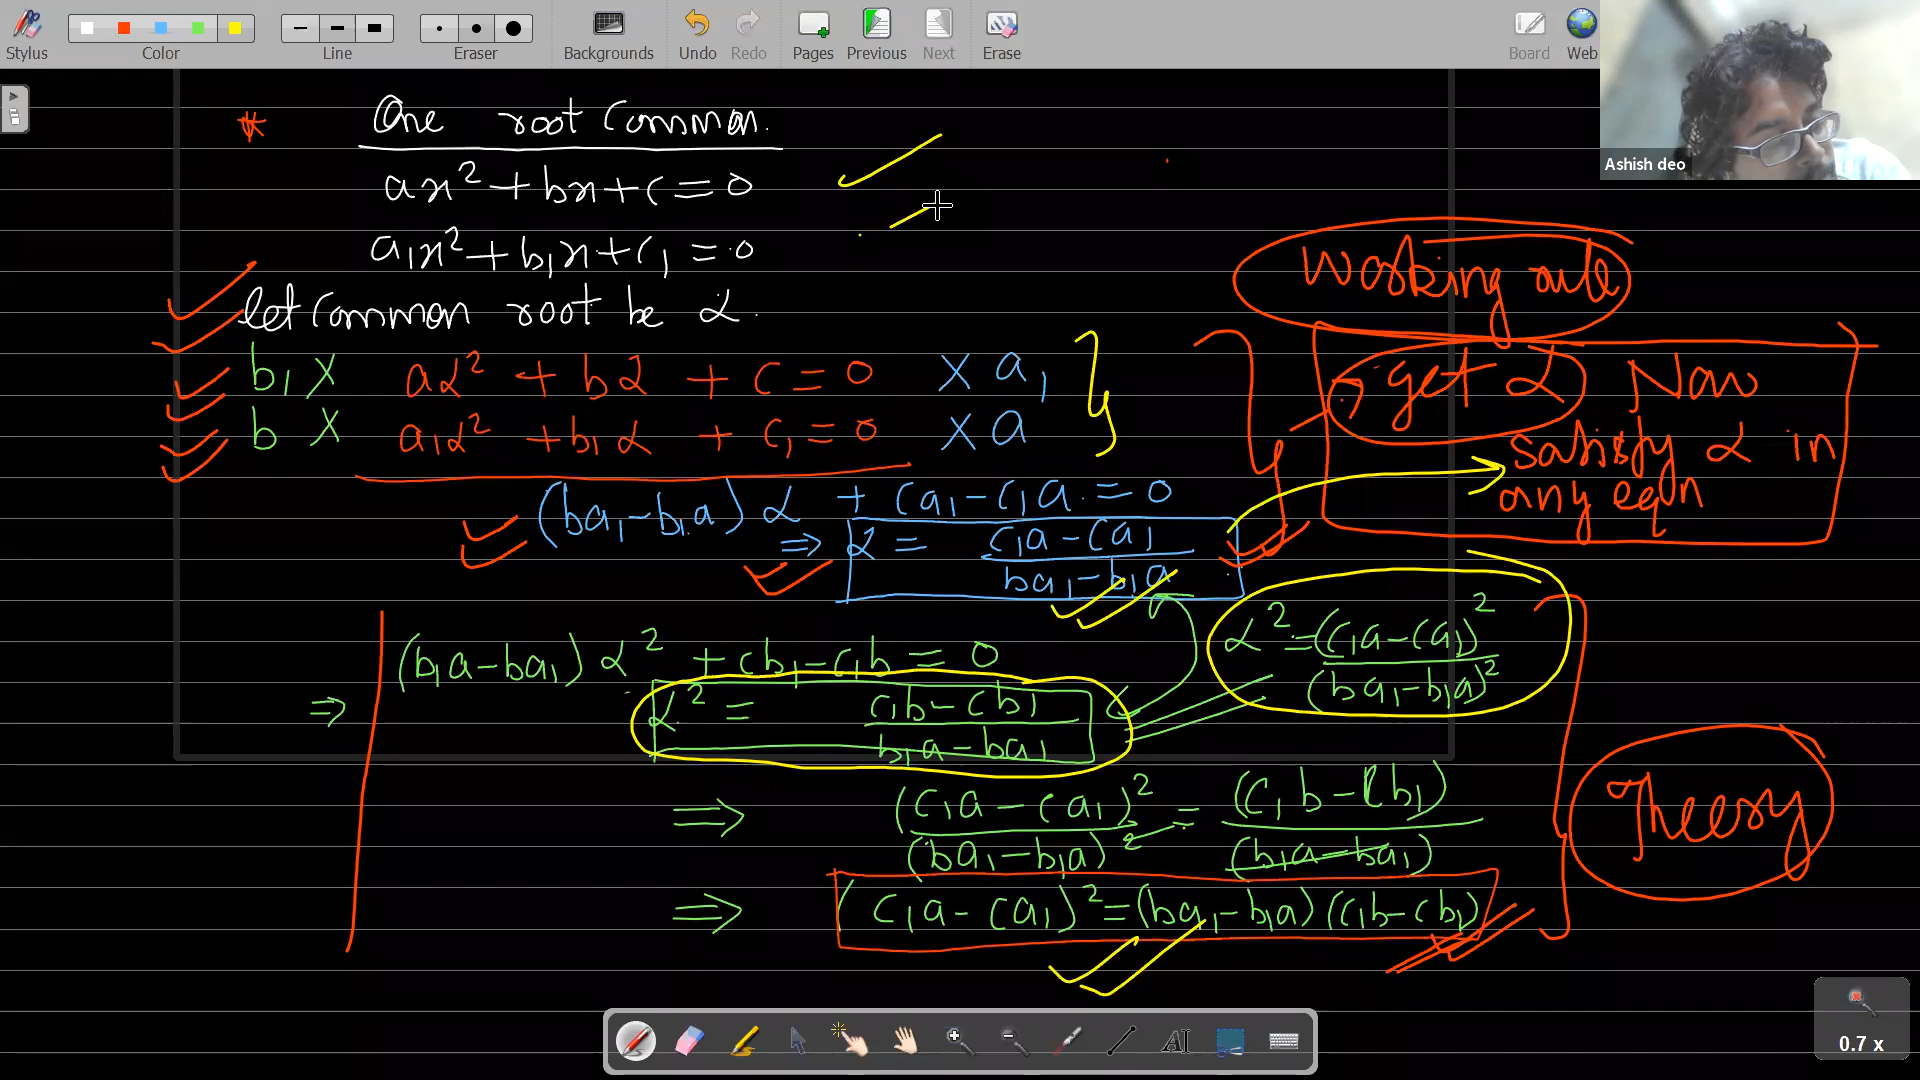 Stylus Color Line Eraser Backgrounds Undo Redo Pages Previous Next Erase Board Web
Ashish deo
* One root Common.
ax² + bx + c = 0
a₁x² + b₁x + c₁ = 0
let Common root be α.
b₁ × aα² + bα + c = 0 × a₁
b × a₁α² + b₁α + c₁ = 0 × a
(ba₁ - b₁a) α + ca₁ - c₁a = 0
⇒ α = (c₁a - ca₁) / (ba₁ - b₁a)
Working rule
→ get α Now
satisfy α in
any eqn
(b₁a - ba₁) α² + cb₁ - c₁b = 0
⇒ α² = (c₁b - cb₁) / (b₁a - ba₁)
α² = (c₁a - ca₁)² / (ba₁ - b₁a)²
⇒ (c₁a - ca₁)² / (ba₁ - b₁a)² = (c₁b - cb₁) / (b₁a - ba₁)
⇒ (c₁a - ca₁)² = (ba₁ - b₁a) (c₁b - cb₁)
Theory
0.7 x